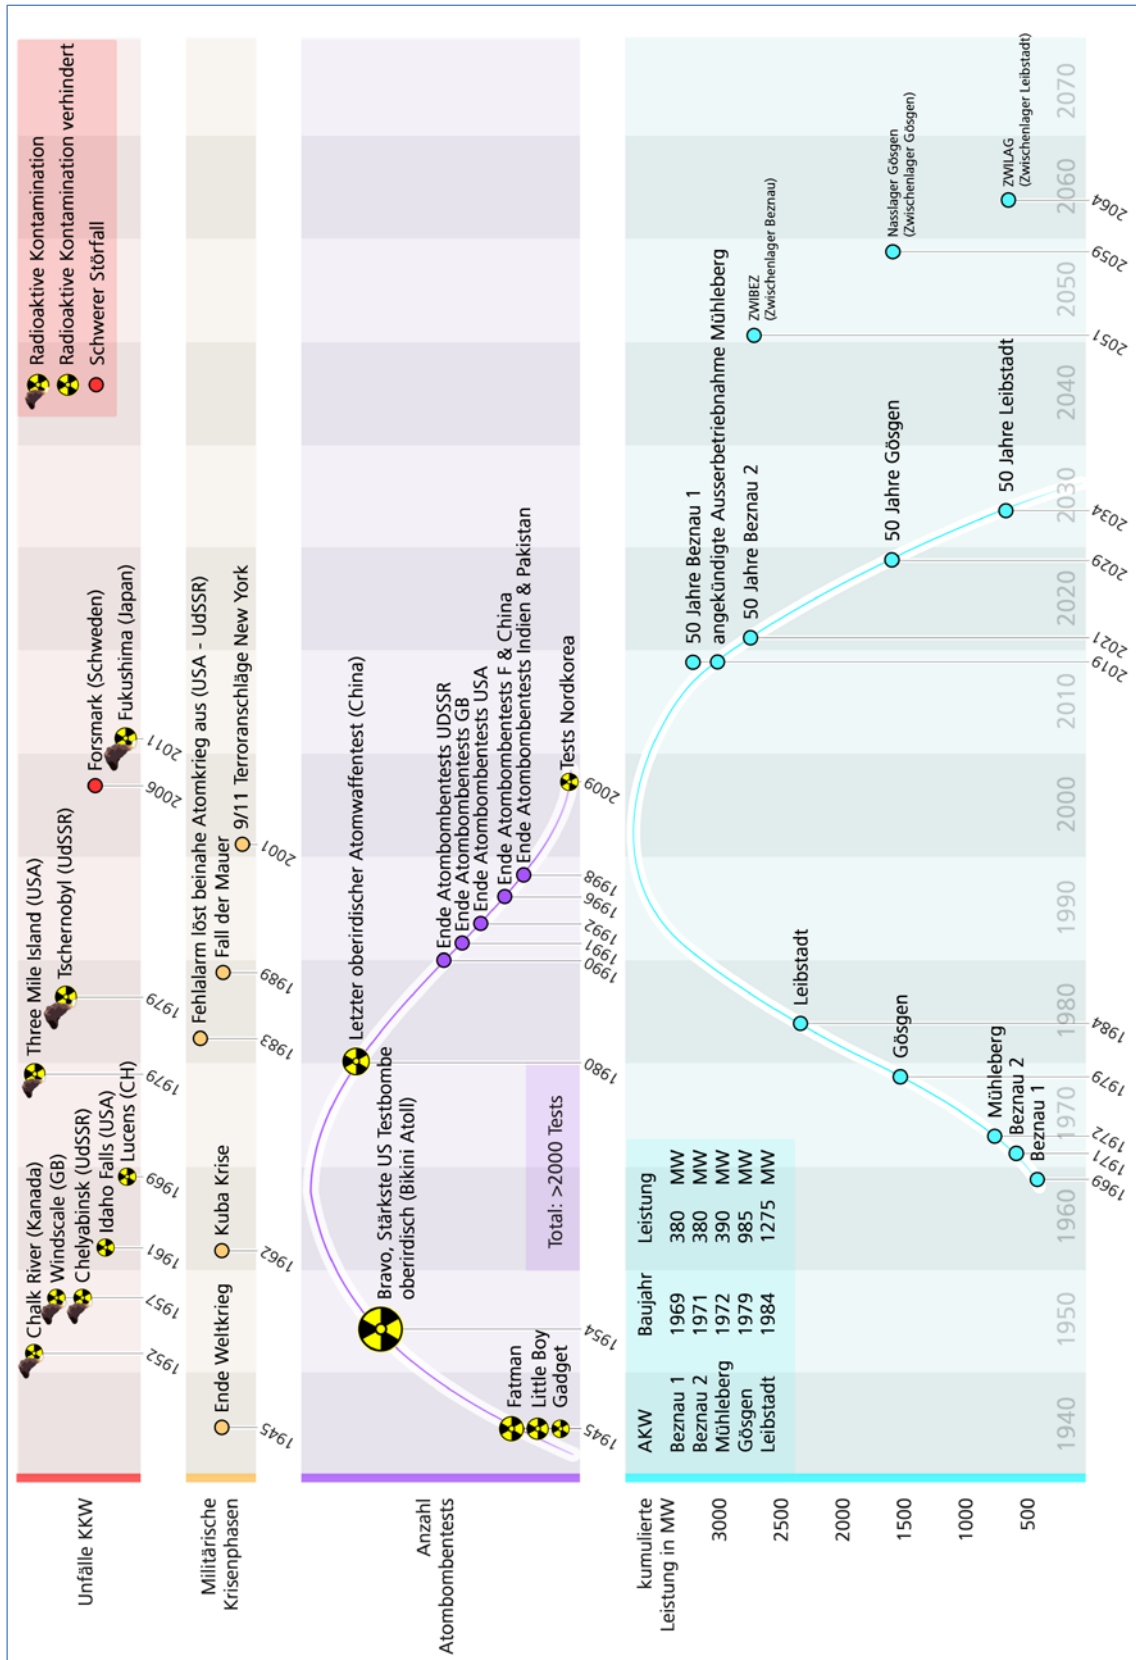 Unfälle KKW
Chalk River (Kanada)
Windscale (GB)
Chelyabinsk (UdSSR)
Idaho Falls (USA)
Lucens (CH)
Three Mile Island (USA)
Tschernobyl (UdSSR)
Forsmark (Schweden)
Fukushima (Japan)
1952
1957
1961
1969
1979
1979
2006
2011
Radioaktive Kontamination
Radioaktive Kontamination verhindert
Schwerer Störfall
Militärische
Krisenphasen
Ende Weltkrieg
Kuba Krise
Fehlalarm löst beinahe Atomkrieg aus (USA - UdSSR)
Fall der Mauer
9/11 Terroranschläge New York
1945
1962
1983
1989
2001
Anzahl
Atombombentests
Fatman
Little Boy
Gadget
Bravo, Stärkste US Testbombe
oberirdisch (Bikini Atoll)
Letzter oberirdischer Atomwaffentest (China)
Ende Atombombentests UDSSR
Ende Atombombentests GB
Ende Atombombentests USA
Ende Atombombentests F & China
Ende Atombombentests Indien & Pakistan
Tests Nordkorea
Total: >2000 Tests
1945
1954
1980
1990
1991
1992
1996
1998
2009
kumulierte
Leistung in MW
3000
2500
2000
1500
1000
500
AKW Baujahr Leistung
Beznau 1 1969 380 MW
Beznau 2 1971 380 MW
Mühleberg 1972 390 MW
Gösgen 1979 985 MW
Leibstadt 1984 1275 MW
Leibstadt
Gösgen
Mühleberg
Beznau 2
Beznau 1
50 Jahre Beznau 1
angekündigte Ausserbetriebnahme Mühleberg
50 Jahre Beznau 2
50 Jahre Gösgen
50 Jahre Leibstadt
ZWIBEZ
(Zwischenlager Beznau)
Nasslager Gösgen
(Zwischenlager Gösgen)
ZWILAG
(Zwischenlager Leibstadt)
1940 1950 1960 1970 1980 1990 2000 2010 2020 2030 2040 2050 2060 2070
1969
1971
1972
1979
1984
2019
2021
2029
2034
2051
2059
2064